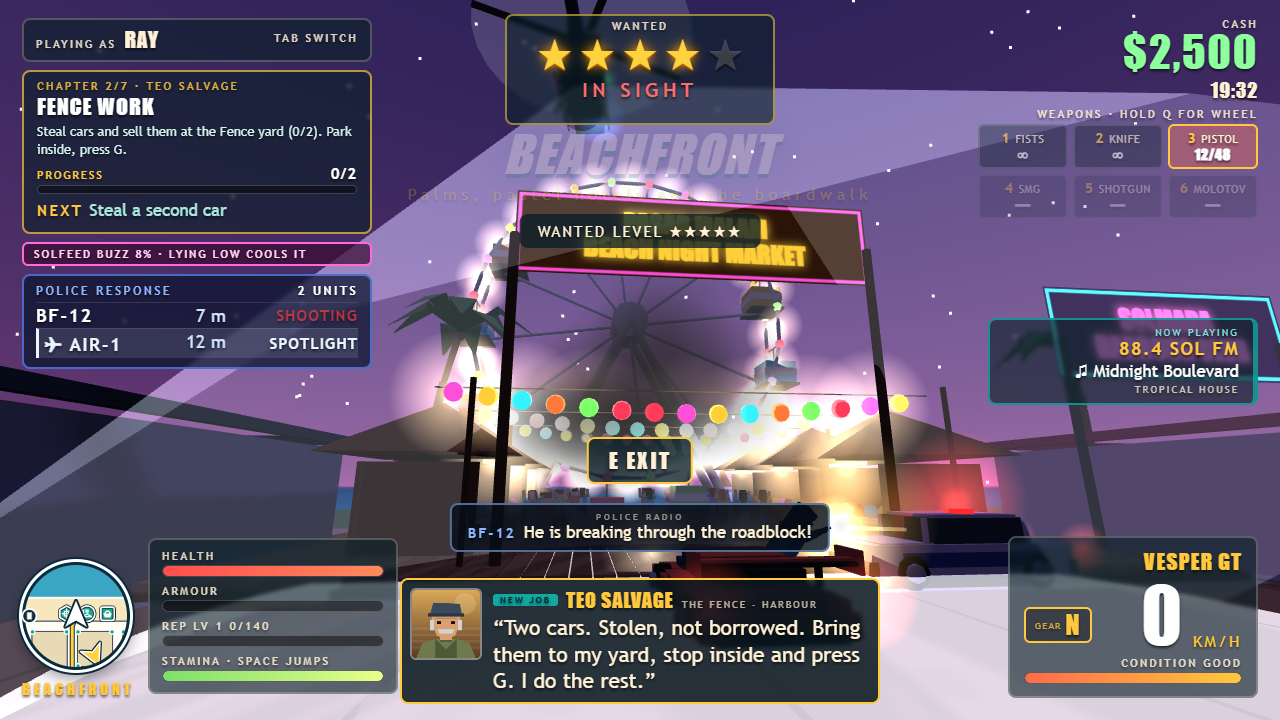 PLAYING AS RAY
TAB SWITCH
CHAPTER 2/7 · TEO SALVAGE
FENCE WORK
Steal cars and sell them at the Fence yard (0/2). Park
inside, press G.
PROGRESS 0/2
NEXT Steal a second car
SOLFEED BUZZ 8% · LYING LOW COOLS IT
POLICE RESPONSE 2 UNITS
BF-12 7 m SHOOTING
AIR-1 12 m SPOTLIGHT
WANTED
IN SIGHT
BEACHFRONT
WANTED LEVEL ★★★★★
BEACH NIGHT MARKET
CASH
$2,500
19:32
WEAPONS · HOLD Q FOR WHEEL
1 FISTS ∞
2 KNIFE ∞
3 PISTOL 12/48
4 SMG —
5 SHOTGUN —
6 MOLOTOV —
NOW PLAYING
88.4 SOL FM
♫ Midnight Boulevard
TROPICAL HOUSE
E EXIT
POLICE RADIO
BF-12 He is breaking through the roadblock!
NEW JOB TEO SALVAGE THE FENCE · HARBOUR
“Two cars. Stolen, not borrowed. Bring
them to my yard, stop inside and press
G. I do the rest.”
BEACHFRONT
HEALTH
ARMOUR
REP LV 1 0/140
STAMINA · SPACE JUMPS
VESPER GT
GEAR N
0 KM/H
CONDITION GOOD